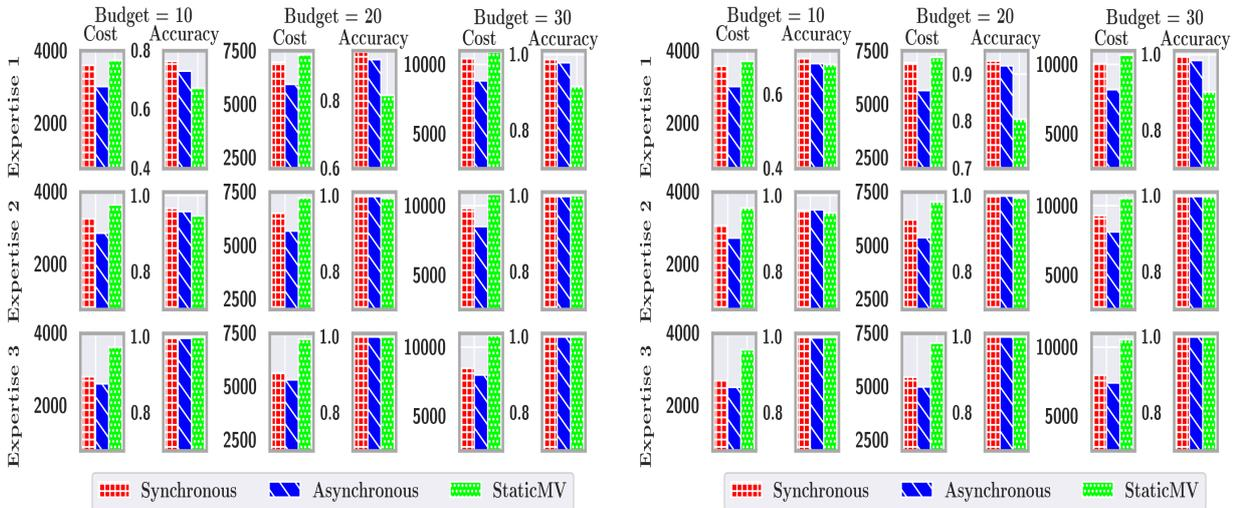 Budget = 10 Budget = 20 Budget = 30 Budget = 10 Budget = 20 Budget = 30
Cost Accuracy Cost Accuracy Cost Accuracy Cost Accuracy Cost Accuracy Cost Accuracy
Expertise 1 4000 2000 0.8 0.6 0.4 7500 5000 2500 0.8 0.6 10000 5000 1.0 0.8
Expertise 1 4000 2000 0.6 0.4 7500 5000 2500 0.9 0.8 0.7 10000 5000 1.0 0.8
Expertise 2 4000 2000 1.0 0.8 7500 5000 2500 1.0 0.8 10000 5000 1.0 0.8
Expertise 2 4000 2000 1.0 0.8 7500 5000 2500 1.0 0.8 10000 5000 1.0 0.8
Expertise 3 4000 2000 1.0 0.8 7500 5000 2500 1.0 0.8 10000 5000 1.0 0.8
Expertise 3 4000 2000 1.0 0.8 7500 5000 2500 1.0 0.8 10000 5000 1.0 0.8
Synchronous Asynchronous StaticMV Synchronous Asynchronous StaticMV